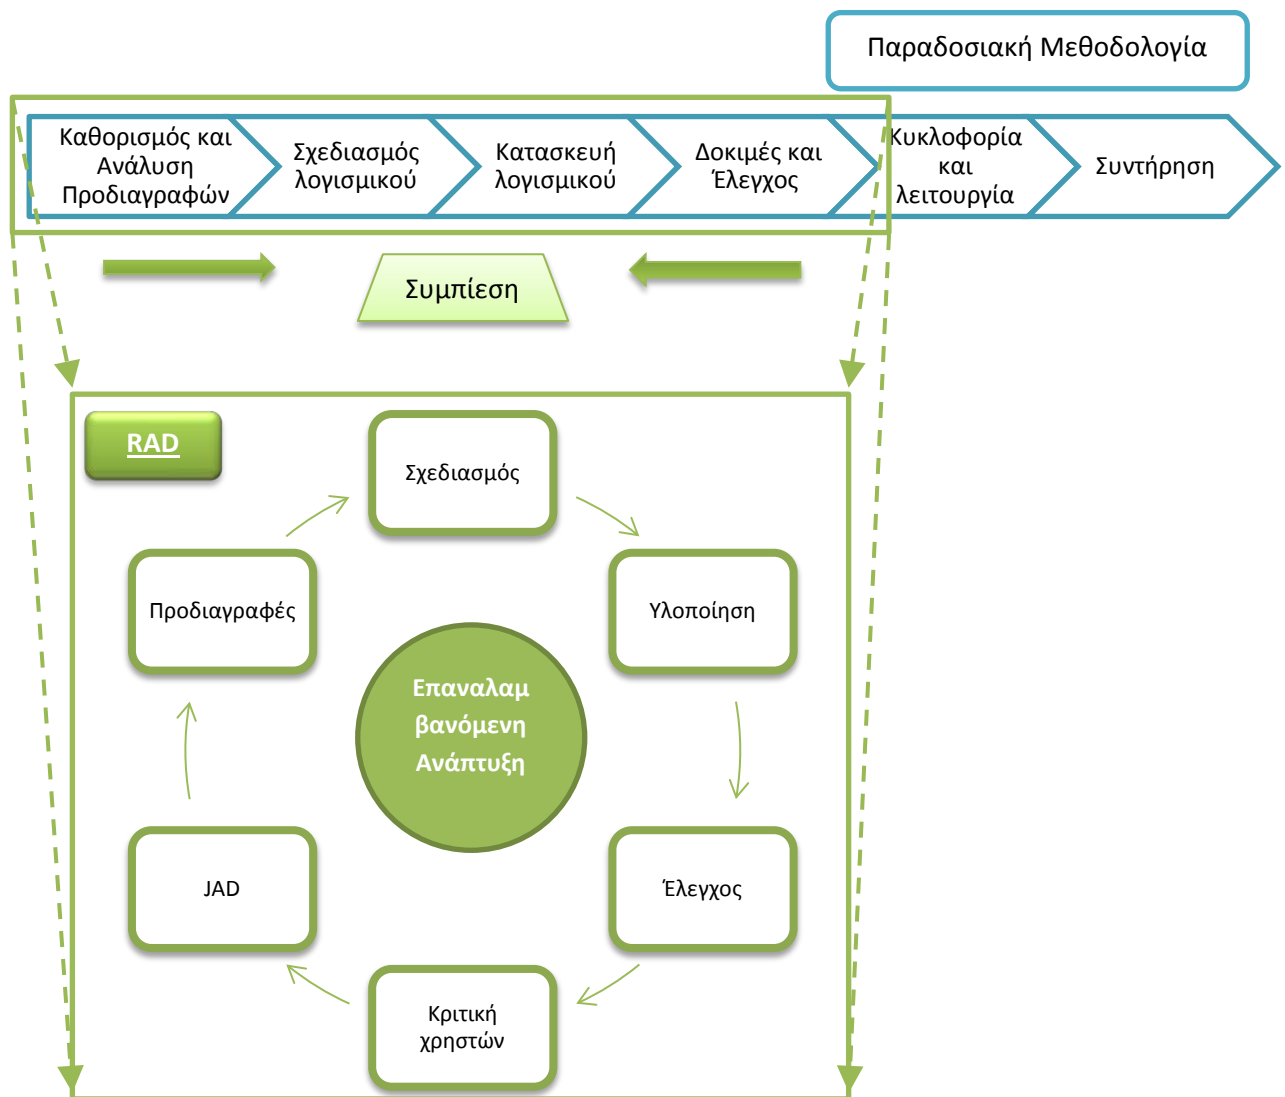 Παραδοσιακή Μεθοδολογία
Καθορισμός και
Ανάλυση
Προδιαγραφών
Σχεδιασμός
λογισμικού
Κατασκευή
λογισμικού
Δοκιμές και
Έλεγχος
Κυκλοφορία
και
λειτουργία
Συντήρηση
Συμπίεση
RAD
Σχεδιασμός
Προδιαγραφές
Υλοποίηση
Επαναλαμ
βανόμενη
Ανάπτυξη
JAD
Έλεγχος
Κριτική
χρηστών